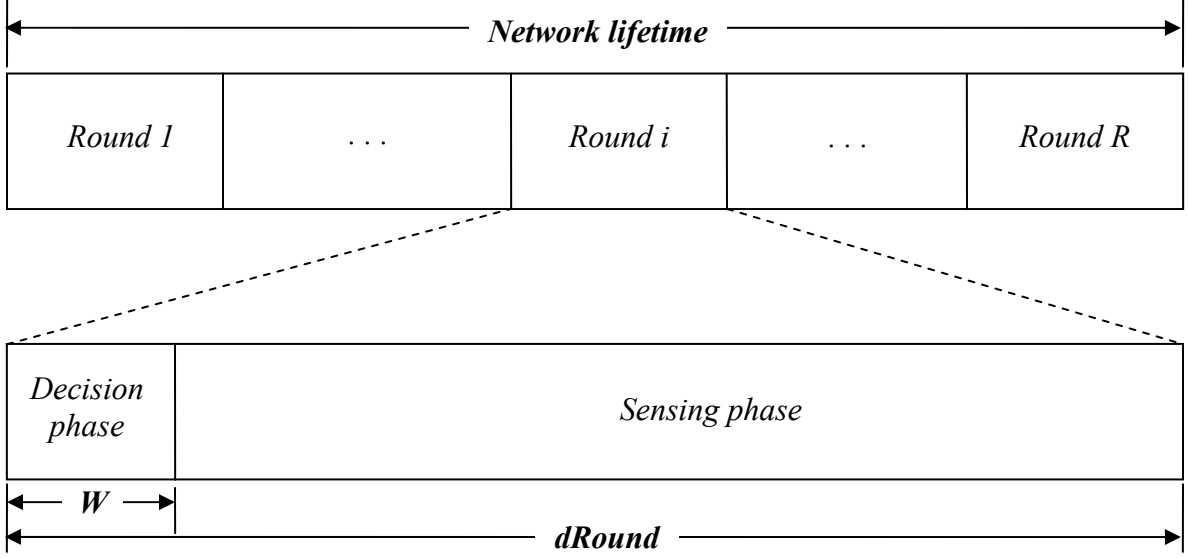 Network lifetime
Round 1 . . . Round i . . . Round R
Decision
phase
Sensing phase
W
dRound